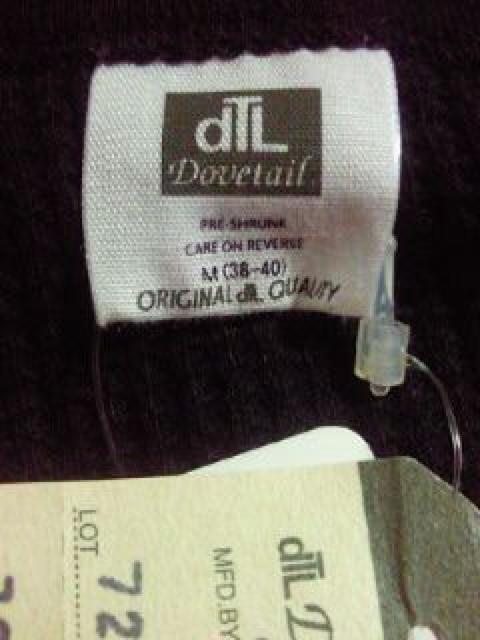 dTL
Dovetail
PRE-SHRUNK
CARE ON REVERSE
M (38-40)
ORIGINAL dTL QUALITY
LOT
72
MFD.BY
dTL